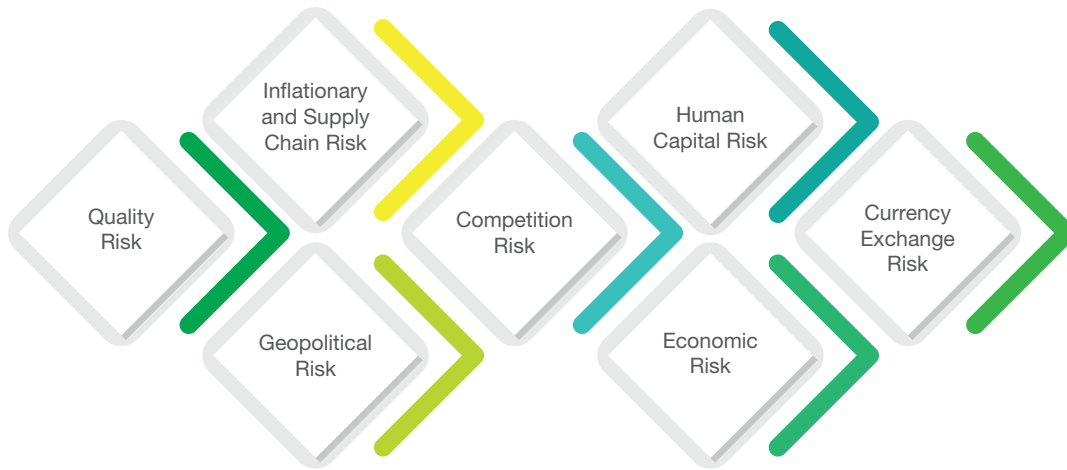 Quality
Risk
Inflationary
and Supply
Chain Risk
Geopolitical
Risk
Competition
Risk
Human
Capital Risk
Economic
Risk
Currency
Exchange
Risk